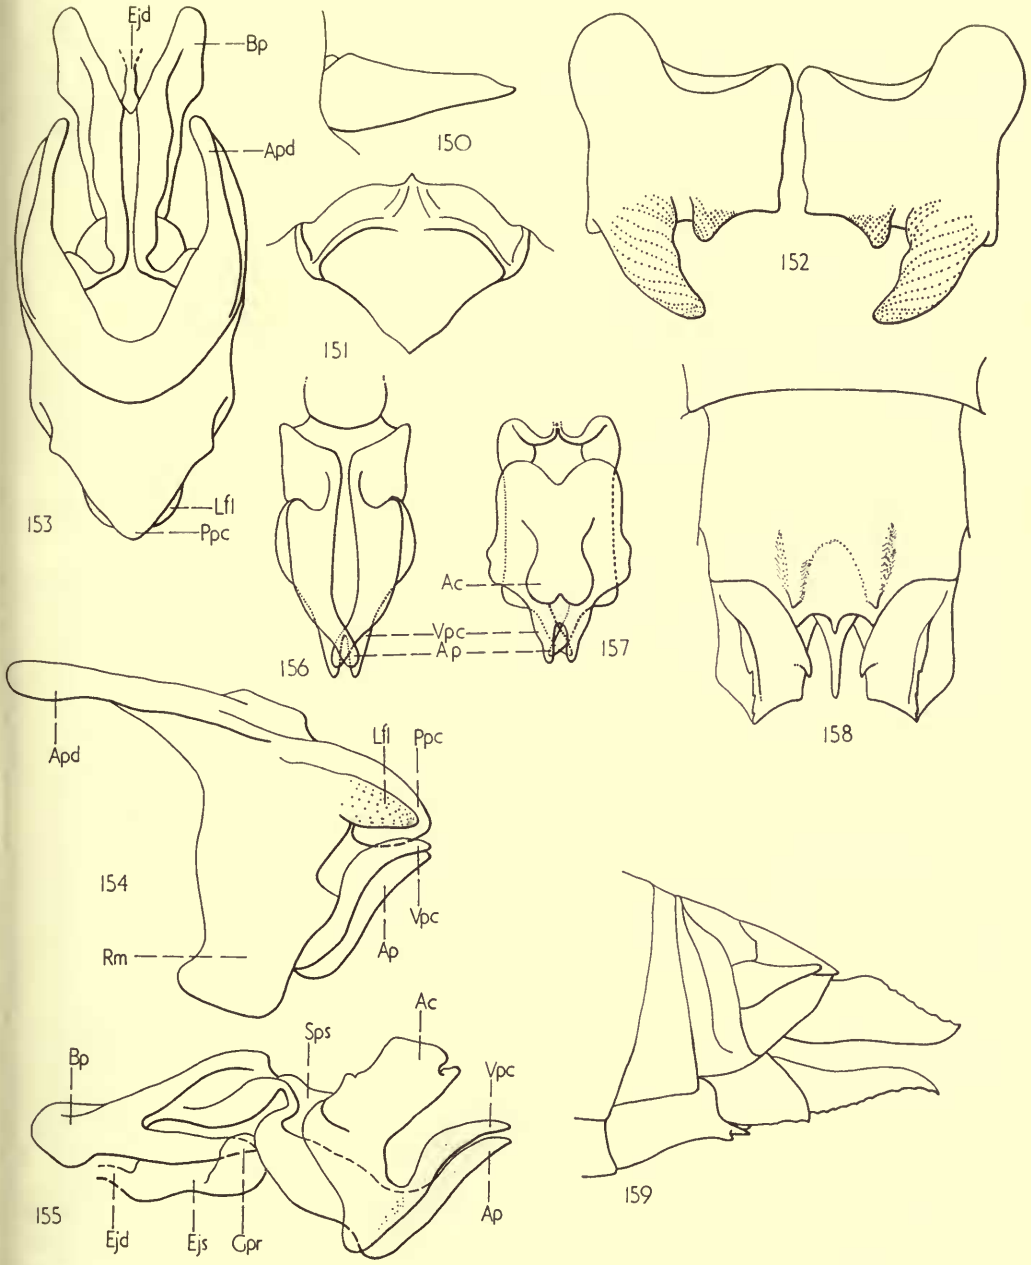 Ejd
Bp
Apd
150
151
152
Lfl
Ppc
153
Ac
Vpc
Ap
156
157
158
Apd
Lfl
Ppc
154
Vpc
Ap
Rm
Ac
Sps
Bp
Vpc
155
Ejd
Ejs
Gpr
Ap
159